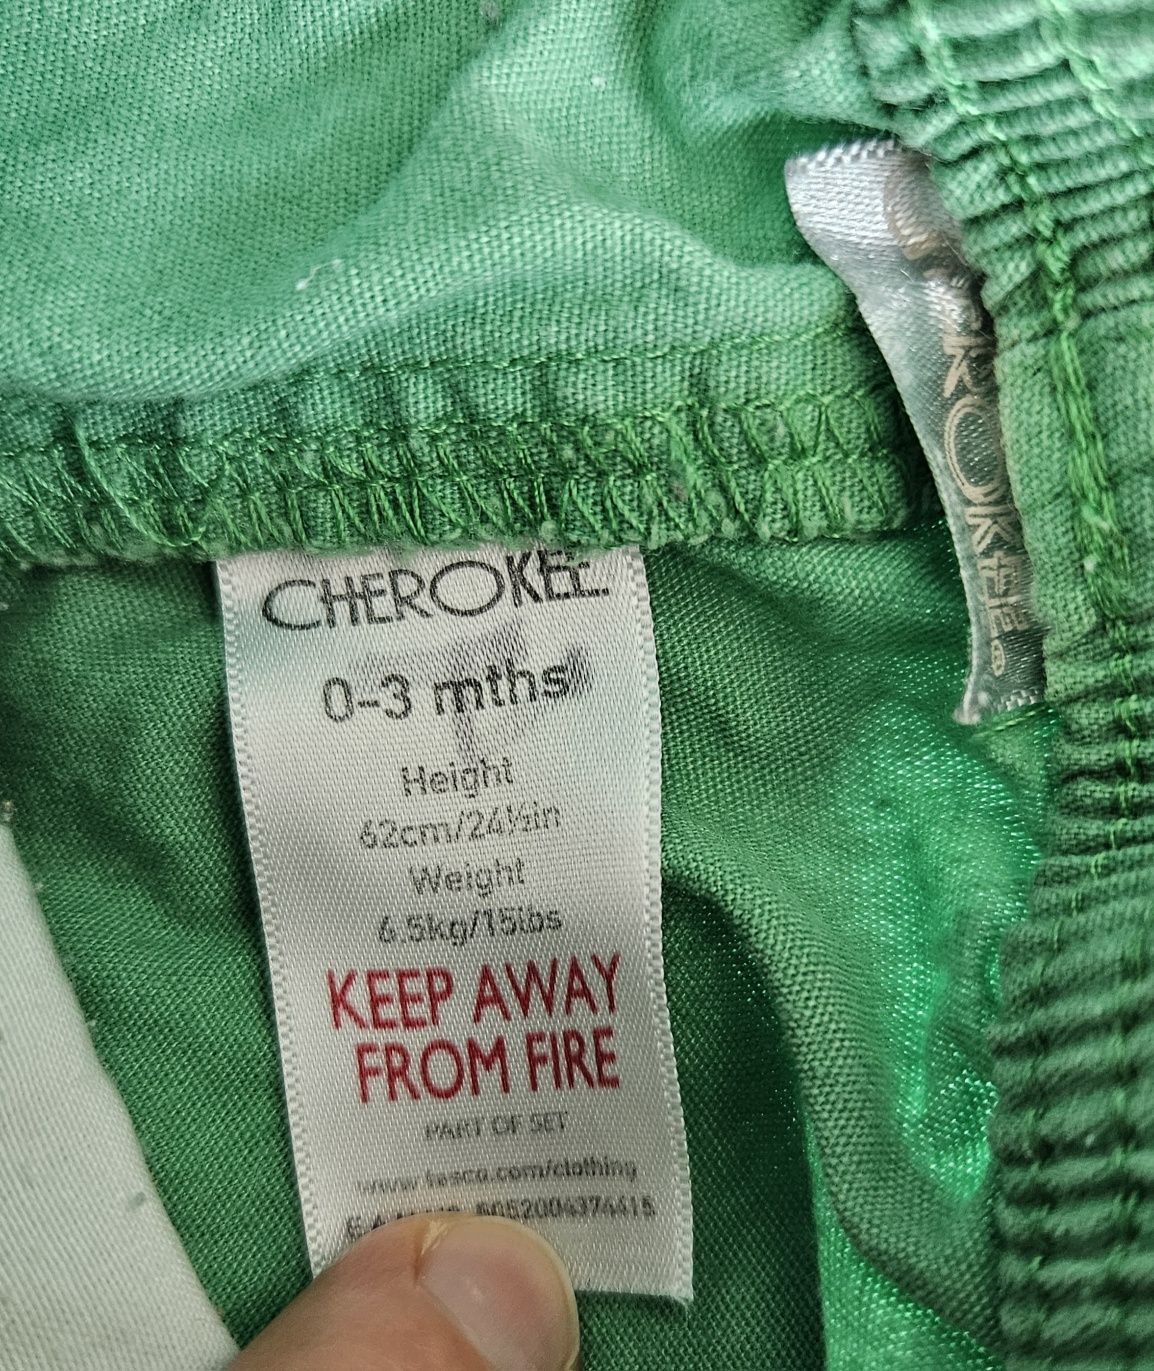 CHEROKEE
0-3 mths
Height
62cm/24½in
Weight
6.5kg/15lbs
KEEP AWAY
FROM FIRE
PART OF SET
www.tesco.com/clothing
5052004374415
CHEROKEE®